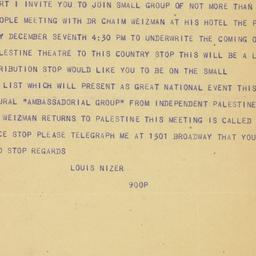 RT I INVITE YOU TO JOIN SMALL GROUP OF NOT MORE THAN
OPLE MEETING WITH DR CHAIM WEIZMAN AT HIS HOTEL THE P
Y DECEMBER SEVENTH 4:30 PM TO UNDERWRITE THE COMING O
LESTINE THEATRE TO THIS COUNTRY STOP THIS WILL BE A L
RIBUTION STOP WOULD LIKE YOU TO BE ON THE SMALL
LIST WHICH WILL PRESENT AS GREAT NATIONAL EVENT THIS
URAL "AMBASSADORIAL GROUP" FROM INDEPENDENT PALESTINE
WEIZMAN RETURNS TO PALESTINE THIS MEETING IS CALLED
CE STOP PLEASE TELEGRAPH ME AT 1501 BROADWAY THAT YOU
D STOP REGARDS
LOUIS NIZER
900P